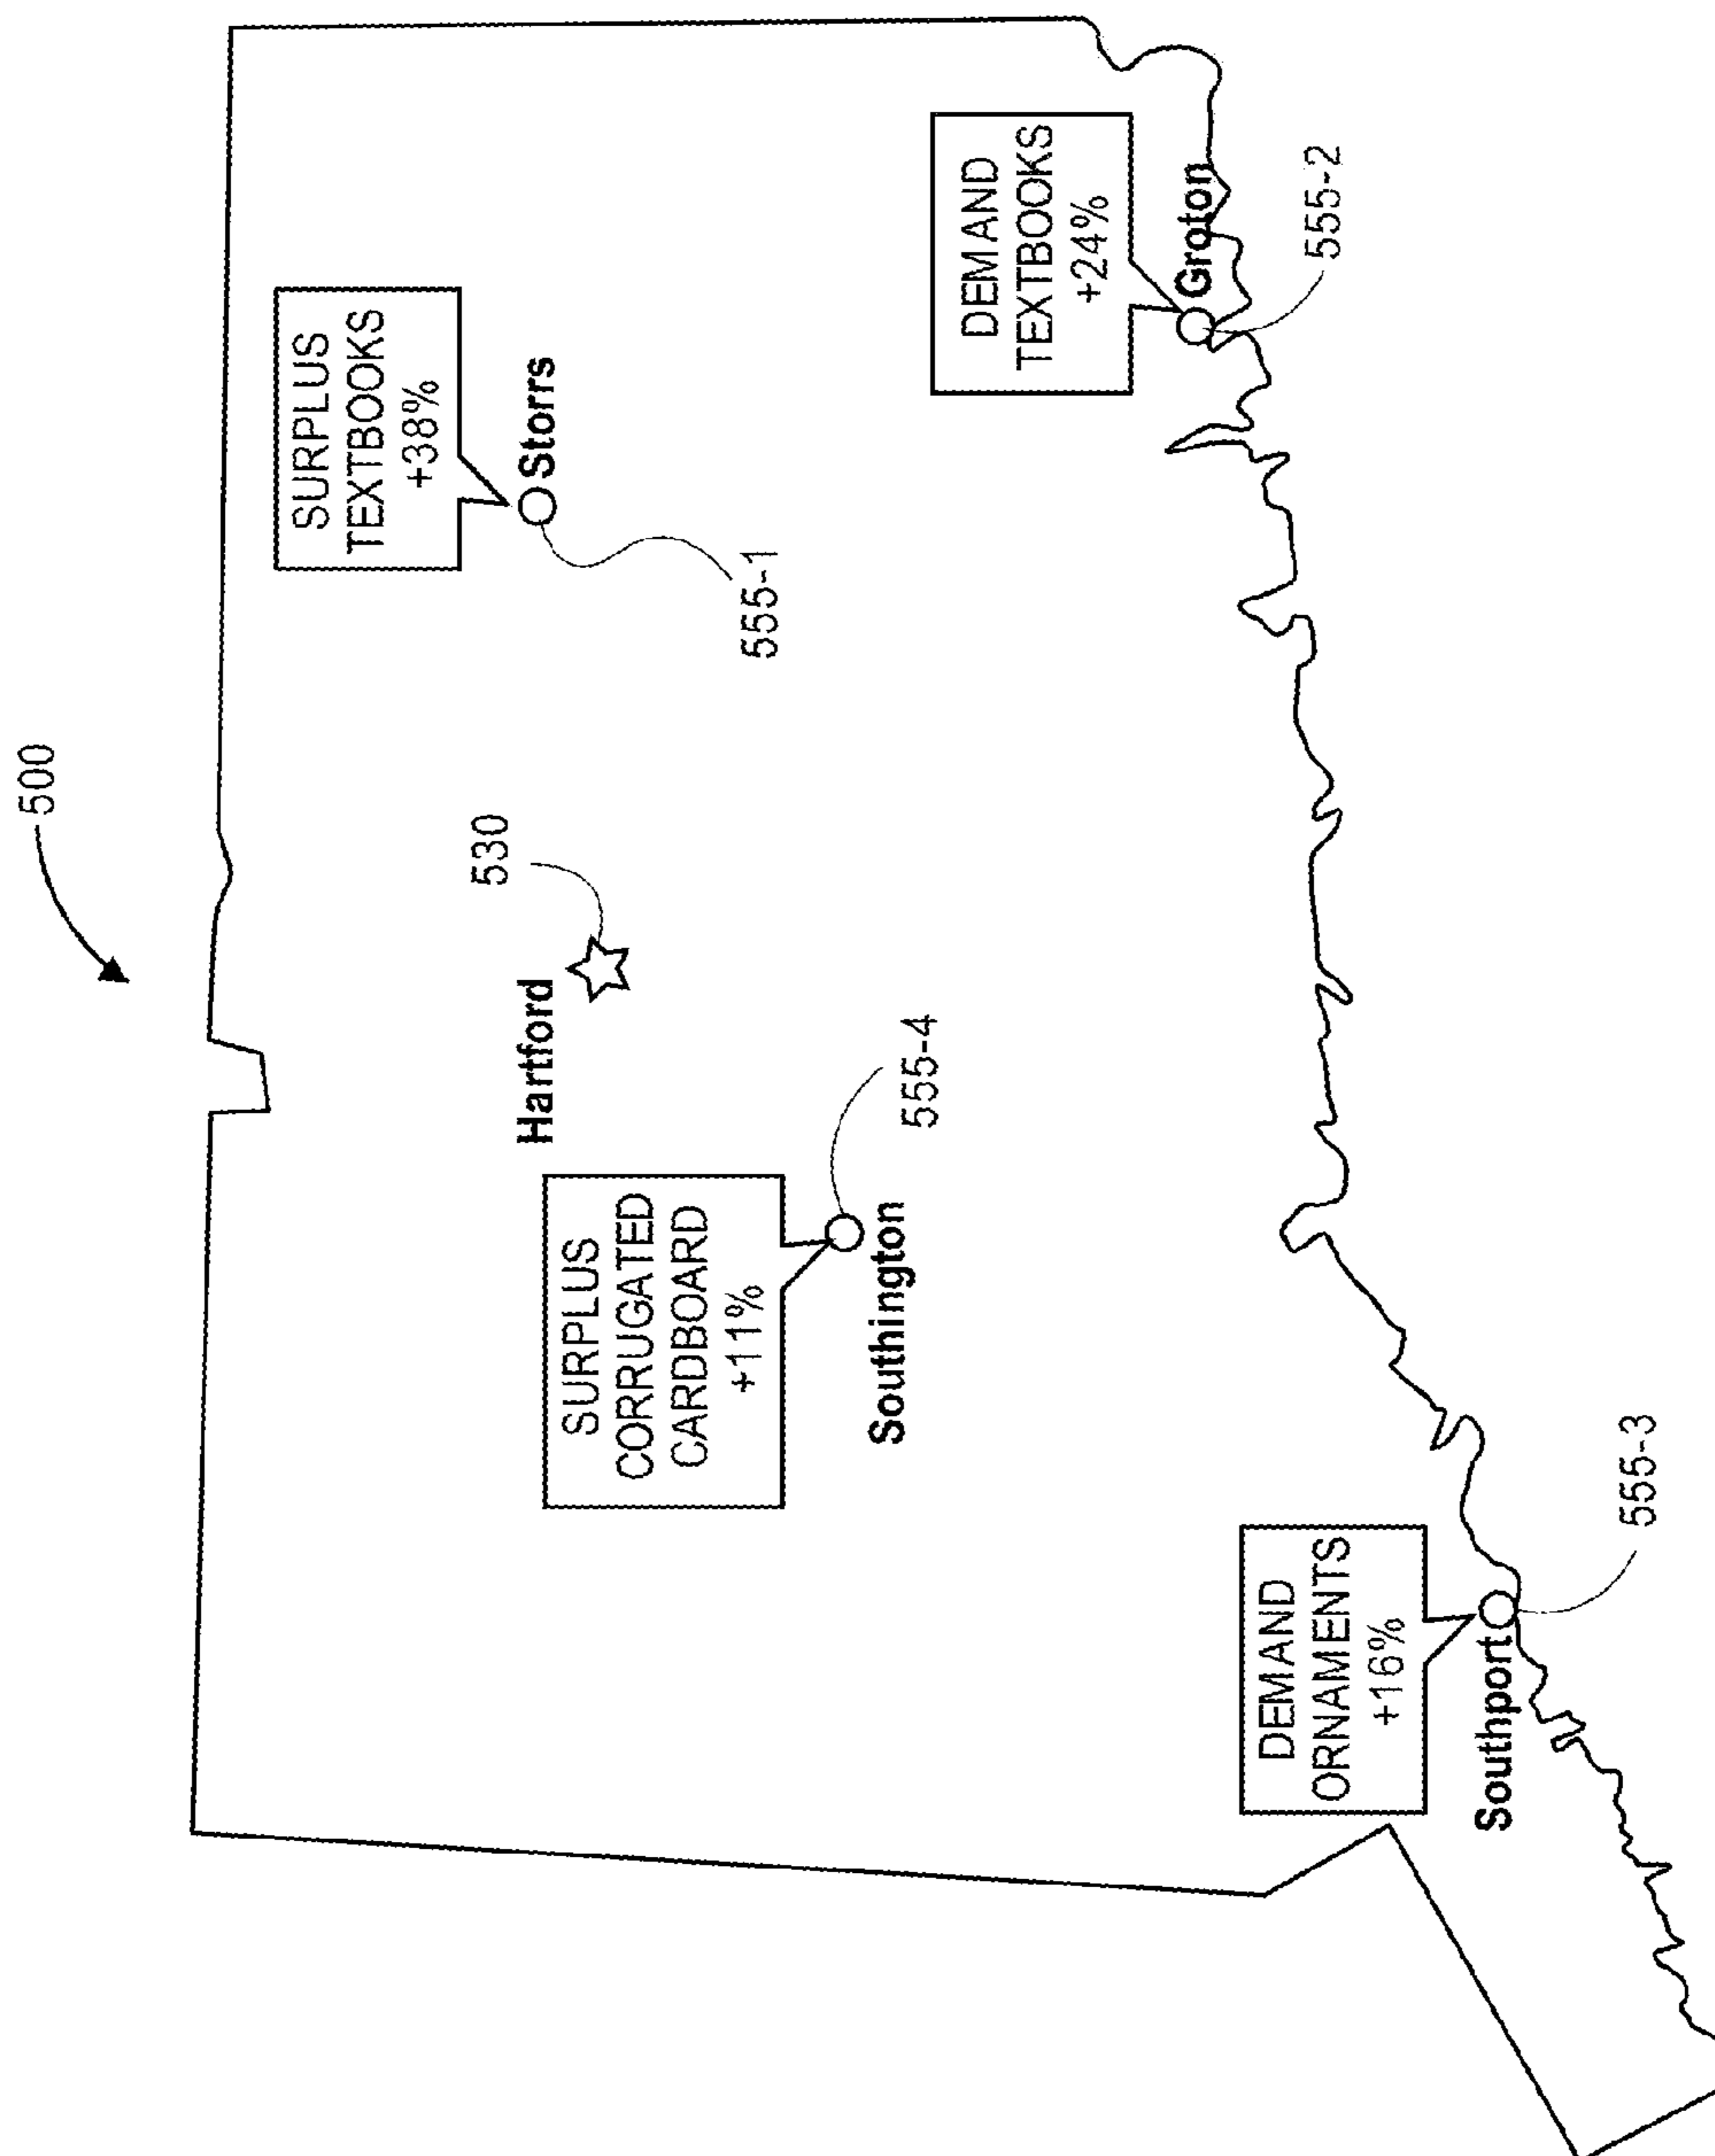 500
SURPLUS
TEXTBOOKS
+38%
Storrs
555-1
530
Hartford
SURPLUS
CORRUGATED
CARDBOARD
+11%
555-4
Southington
DEMAND
TEXTBOOKS
+24%
Groton
555-2
DEMAND
ORNAMENTS
+16%
Southport
555-3